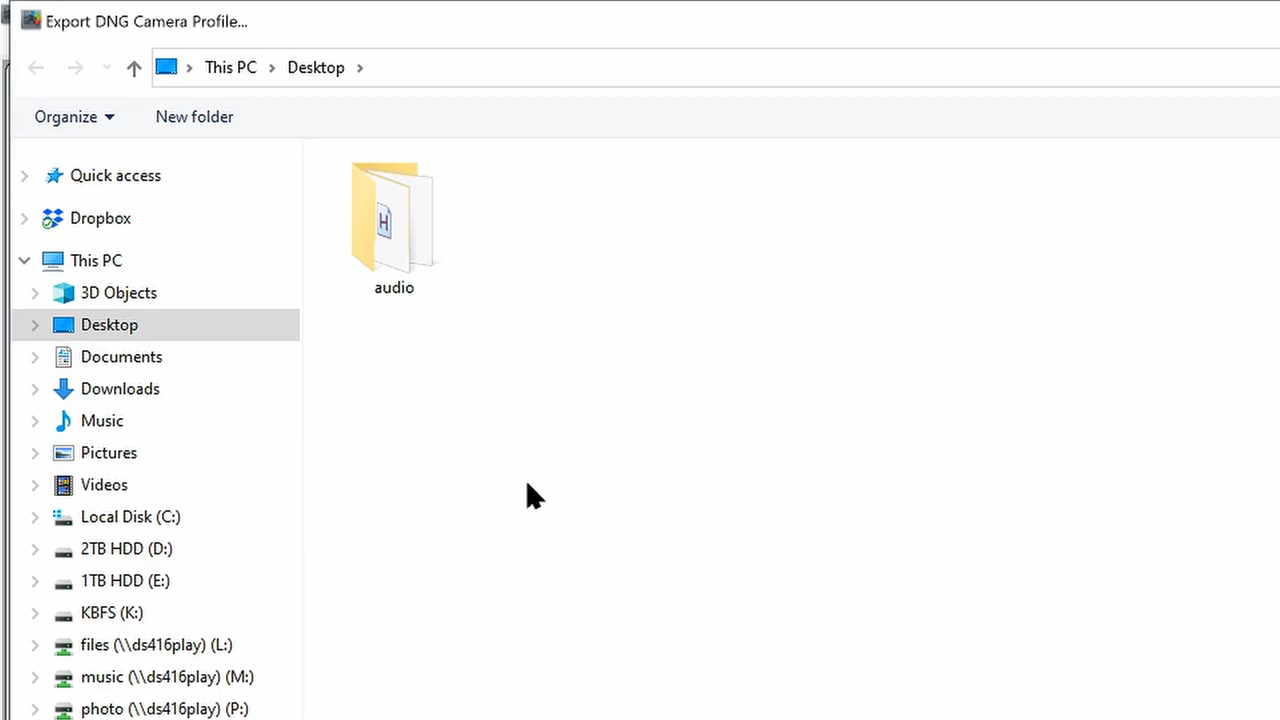 Export DNG Camera Profile...
This PC
Desktop
Organize
New folder
Quick access
Dropbox
This PC
3D Objects
Desktop
Documents
Downloads
Music
Pictures
Videos
Local Disk (C:)
2TB HDD (D:)
1TB HDD (E:)
KBFS (K:)
files (\\ds416play) (L:)
music (\\ds416play) (M:)
photo (\\ds416play) (P:)
H
audio